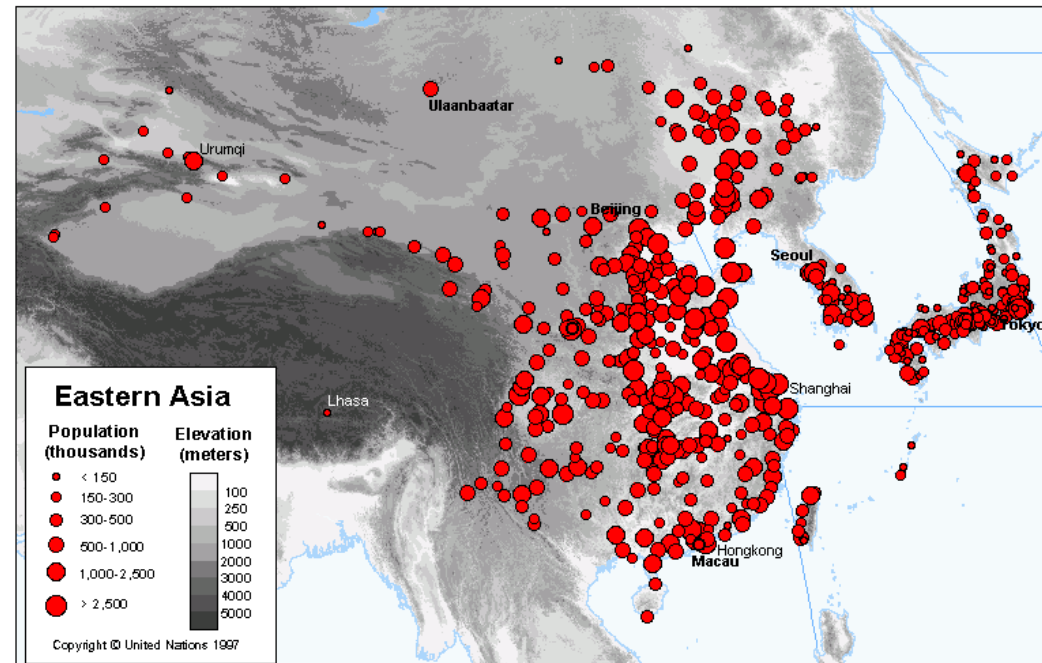 Ulaanbaatar
Urumqi
Beijing
Seoul
Tokyo
Shanghai
Lhasa
Hongkong
Macau
Eastern Asia
Population
(thousands)
< 150
150-300
300-500
500-1,000
1,000-2,500
> 2,500
Elevation
(meters)
100
250
500
1000
2000
3000
4000
5000
Copyright © United Nations 1997